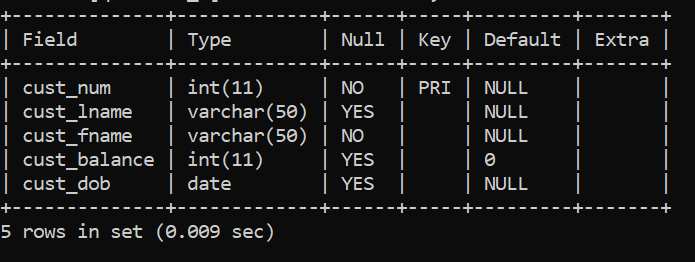 +--------------+-------------+------+-----+---------+-------+
| Field        | Type        | Null | Key | Default | Extra |
+--------------+-------------+------+-----+---------+-------+
| cust_num     | int(11)     | NO   | PRI | NULL    |       |
| cust_lname   | varchar(50) | YES  |     | NULL    |       |
| cust_fname   | varchar(50) | NO   |     | NULL    |       |
| cust_balance | int(11)     | YES  |     | 0       |       |
| cust_dob     | date        | YES  |     | NULL    |       |
+--------------+-------------+------+-----+---------+-------+
5 rows in set (0.009 sec)